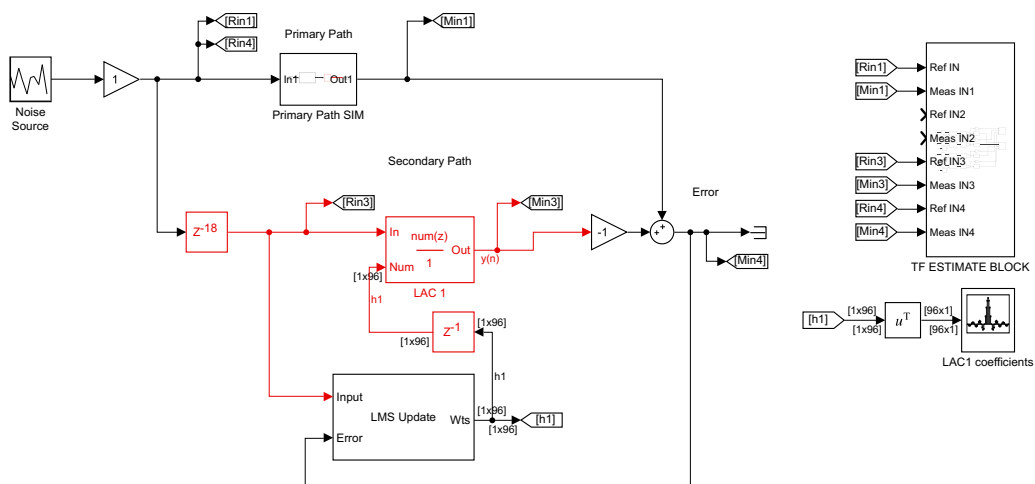 [Rin1]
[Min1]
[Rin4]
Primary Path
1
In1
Out1
Noise
Source
Primary Path SIM
[Rin1]
Ref IN
[Min1]
Meas IN1
Ref IN2
Meas IN2
[Rin3]
Ref IN3
[Min3]
Meas IN3
[Rin4]
Ref IN4
[Min4]
Meas IN4
TF ESTIMATE BLOCK
Secondary Path
Error
[Rin3]
[Min3]
Z-18
In
num(z)
1
Out
Num
y(n)
-1
+
+
[Min4]
[1x96]
LAC 1
h1
Z-1
[1x96]
[1x96]
h1
[h1]
[1x96]
[1x96]
uT
[96x1]
[96x1]
LAC1 coefficients
Input
LMS Update
Wts
Error
[1x96]
[1x96]
[h1]